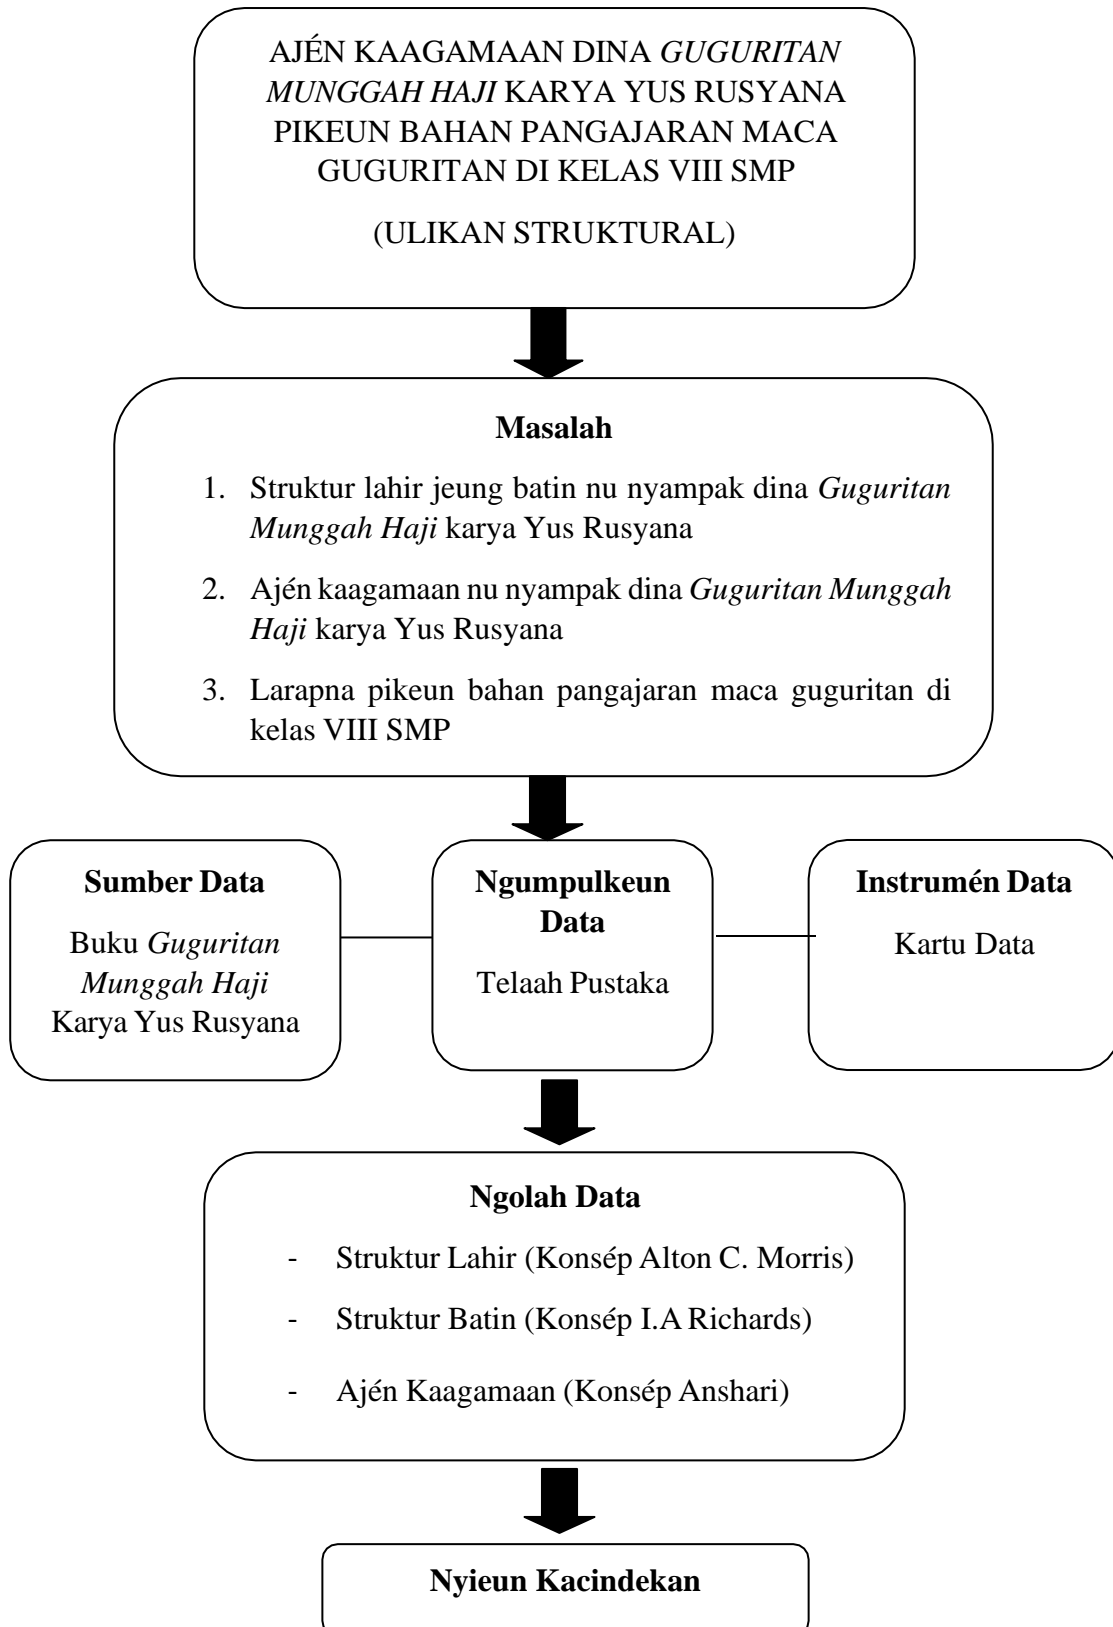 AJÉN KAAGAMAAN DINA GUGURITAN
MUNGGAH HAJI KARYA YUS RUSYANA
PIKEUN BAHAN PANGAJARAN MACA
GUGURITAN DI KELAS VIII SMP
(ULIKAN STRUKTURAL)
Masalah
1. Struktur lahir jeung batin nu nyampak dina Guguritan
Munggah Haji karya Yus Rusyana
2. Ajén kaagamaan nu nyampak dina Guguritan Munggah
Haji karya Yus Rusyana
3. Larapna pikeun bahan pangajaran maca guguritan di
kelas VIII SMP
Sumber Data
Buku Guguritan
Munggah Haji
Karya Yus Rusyana
Ngumpulkeun
Data
Telaah Pustaka
Instrumén Data
Kartu Data
Ngolah Data
- Struktur Lahir (Konsép Alton C. Morris)
- Struktur Batin (Konsép I.A Richards)
- Ajén Kaagamaan (Konsép Anshari)
Nyieun Kacindekan